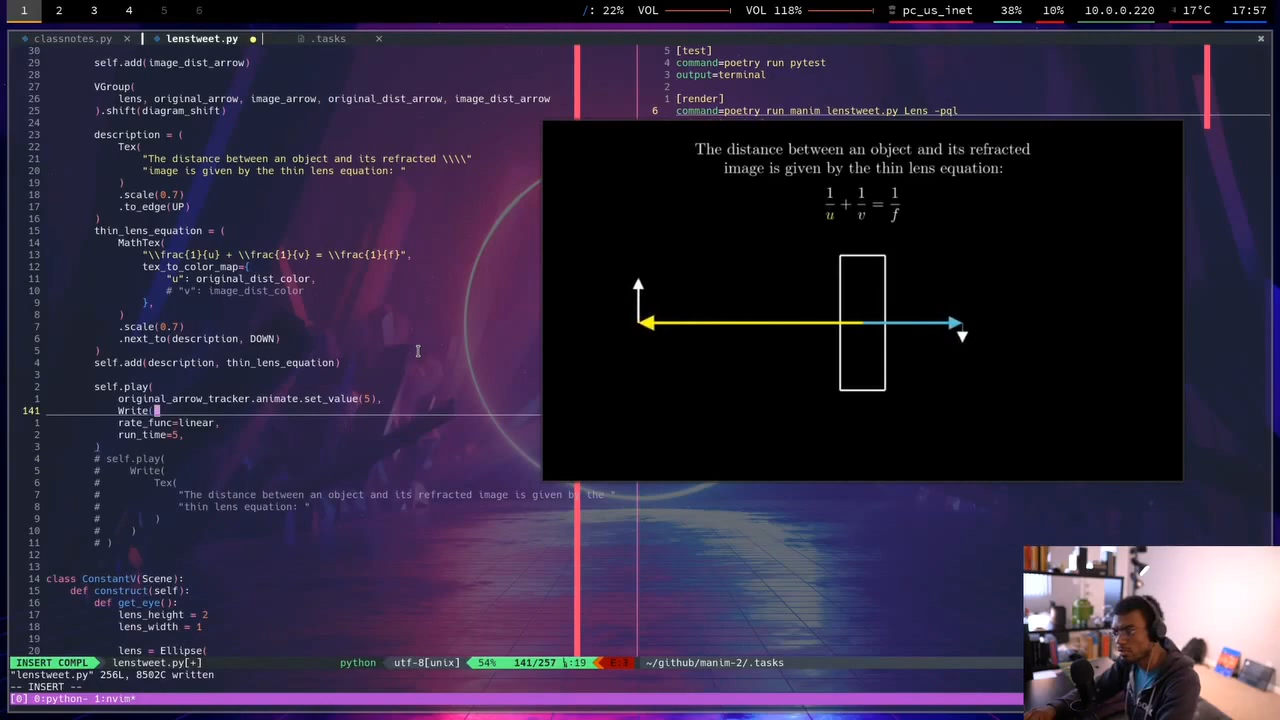 1 2 3 4 5 6 /: 22% VOL VOL 118% pc_us_inet 38% 10% 10.0.0.220 17°C 17:57
classnotes.py × lenstweet.py .tasks × ×
30
29 self.add(image_dist_arrow)
28
27 VGroup(
26 lens, original_arrow, image_arrow, original_dist_arrow, image_dist_arrow
25 ).shift(diagram_shift)
24
23 description = (
22 Tex(
21 "The distance between an object and its refracted \\\\"
20 "image is given by the thin lens equation: "
19 )
18 .scale(0.7)
17 .to_edge(UP)
16 )
15 thin_lens_equation = (
14 MathTex(
13 "\\frac{1}{u} + \\frac{1}{v} = \\frac{1}{f}",
12 tex_to_color_map={
11 "u": original_dist_color,
10 # "v": image_dist_color
9 },
8 )
7 .scale(0.7)
6 .next_to(description, DOWN)
5 )
4 self.add(description, thin_lens_equation)
3
2 self.play(
1 original_arrow_tracker.animate.set_value(5),
141 Write(
1 rate_func=linear,
2 run_time=5,
3 )
4 # self.play(
5 # Write(
6 # Tex(
7 # "The distance between an object and its refracted image is given by the "
8 # "thin lens equation: "
9 # )
10 # )
11 # )
12
13
14 class ConstantV(Scene):
15 def construct(self):
16 def get_eye():
17 lens_height = 2
18 lens_width = 1
19
20 lens = Ellipse(
5 [test]
4 command=poetry run pytest
3 output=terminal
2
1 [render]
6 command=poetry run manim lenstweet.py Lens -pql
The distance between an object and its refracted
image is given by the thin lens equation:
1/u + 1/v = 1/f
INSERT COMPL lenstweet.py[+] python utf-8[unix] 54% 141/257 :19 E:3 ~/github/manim-2/.tasks
"lenstweet.py" 256L, 8502C written
-- INSERT --
[0] 0:python- 1:nvim*